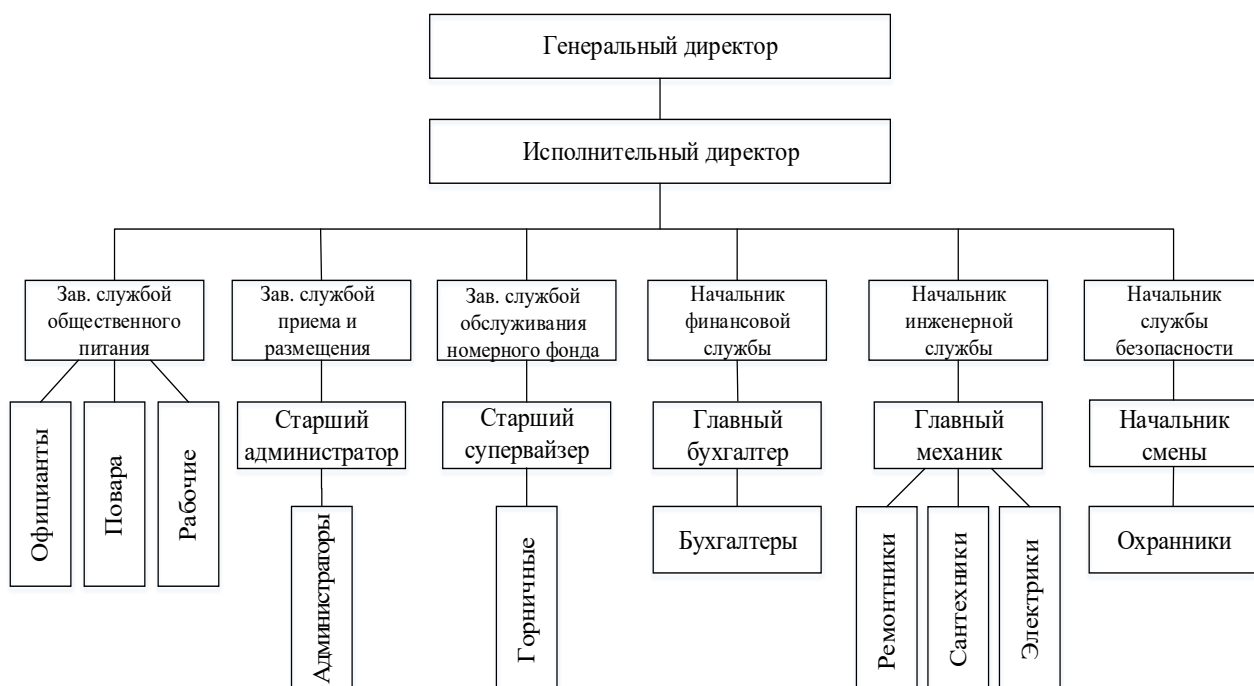 Генеральный директор
Исполнительный директор
Зав. службой
общественного
питания
Зав. службой
приема и
размещения
Зав. службой
обслуживания
номерного фонда
Начальник
финансовой
службы
Начальник
инженерной
службы
Начальник
службы
безопасности
Официанты
Повара
Рабочие
Старший
администратор
Старший
супервайзер
Главный
бухгалтер
Главный
механик
Начальник
смены
Администраторы
Горничные
Бухгалтеры
Ремонтники
Сантехники
Электрики
Охранники